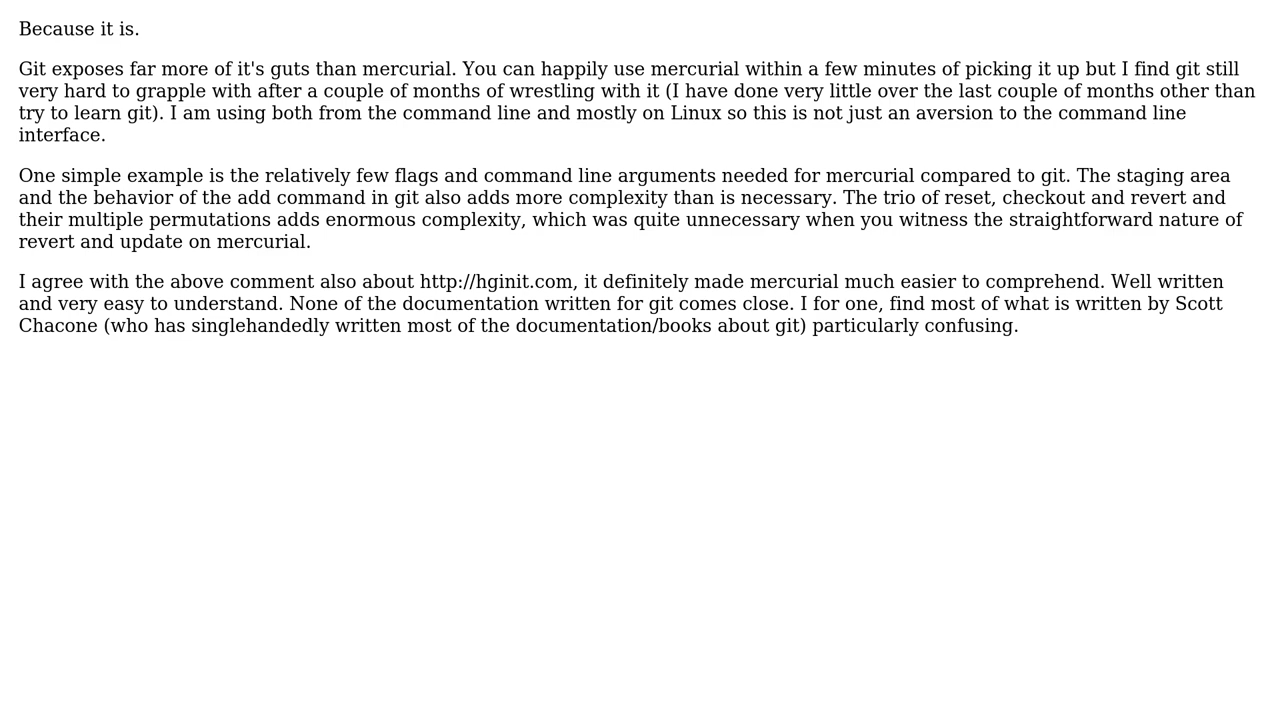 Because it is.
Git exposes far more of it's guts than mercurial. You can happily use mercurial within a few minutes of picking it up but I find git still
very hard to grapple with after a couple of months of wrestling with it (I have done very little over the last couple of months other than
try to learn git). I am using both from the command line and mostly on Linux so this is not just an aversion to the command line
interface.
One simple example is the relatively few flags and command line arguments needed for mercurial compared to git. The staging area
and the behavior of the add command in git also adds more complexity than is necessary. The trio of reset, checkout and revert and
their multiple permutations adds enormous complexity, which was quite unnecessary when you witness the straightforward nature of
revert and update on mercurial.
I agree with the above comment also about http://hginit.com, it definitely made mercurial much easier to comprehend. Well written
and very easy to understand. None of the documentation written for git comes close. I for one, find most of what is written by Scott
Chacone (who has singlehandedly written most of the documentation/books about git) particularly confusing.